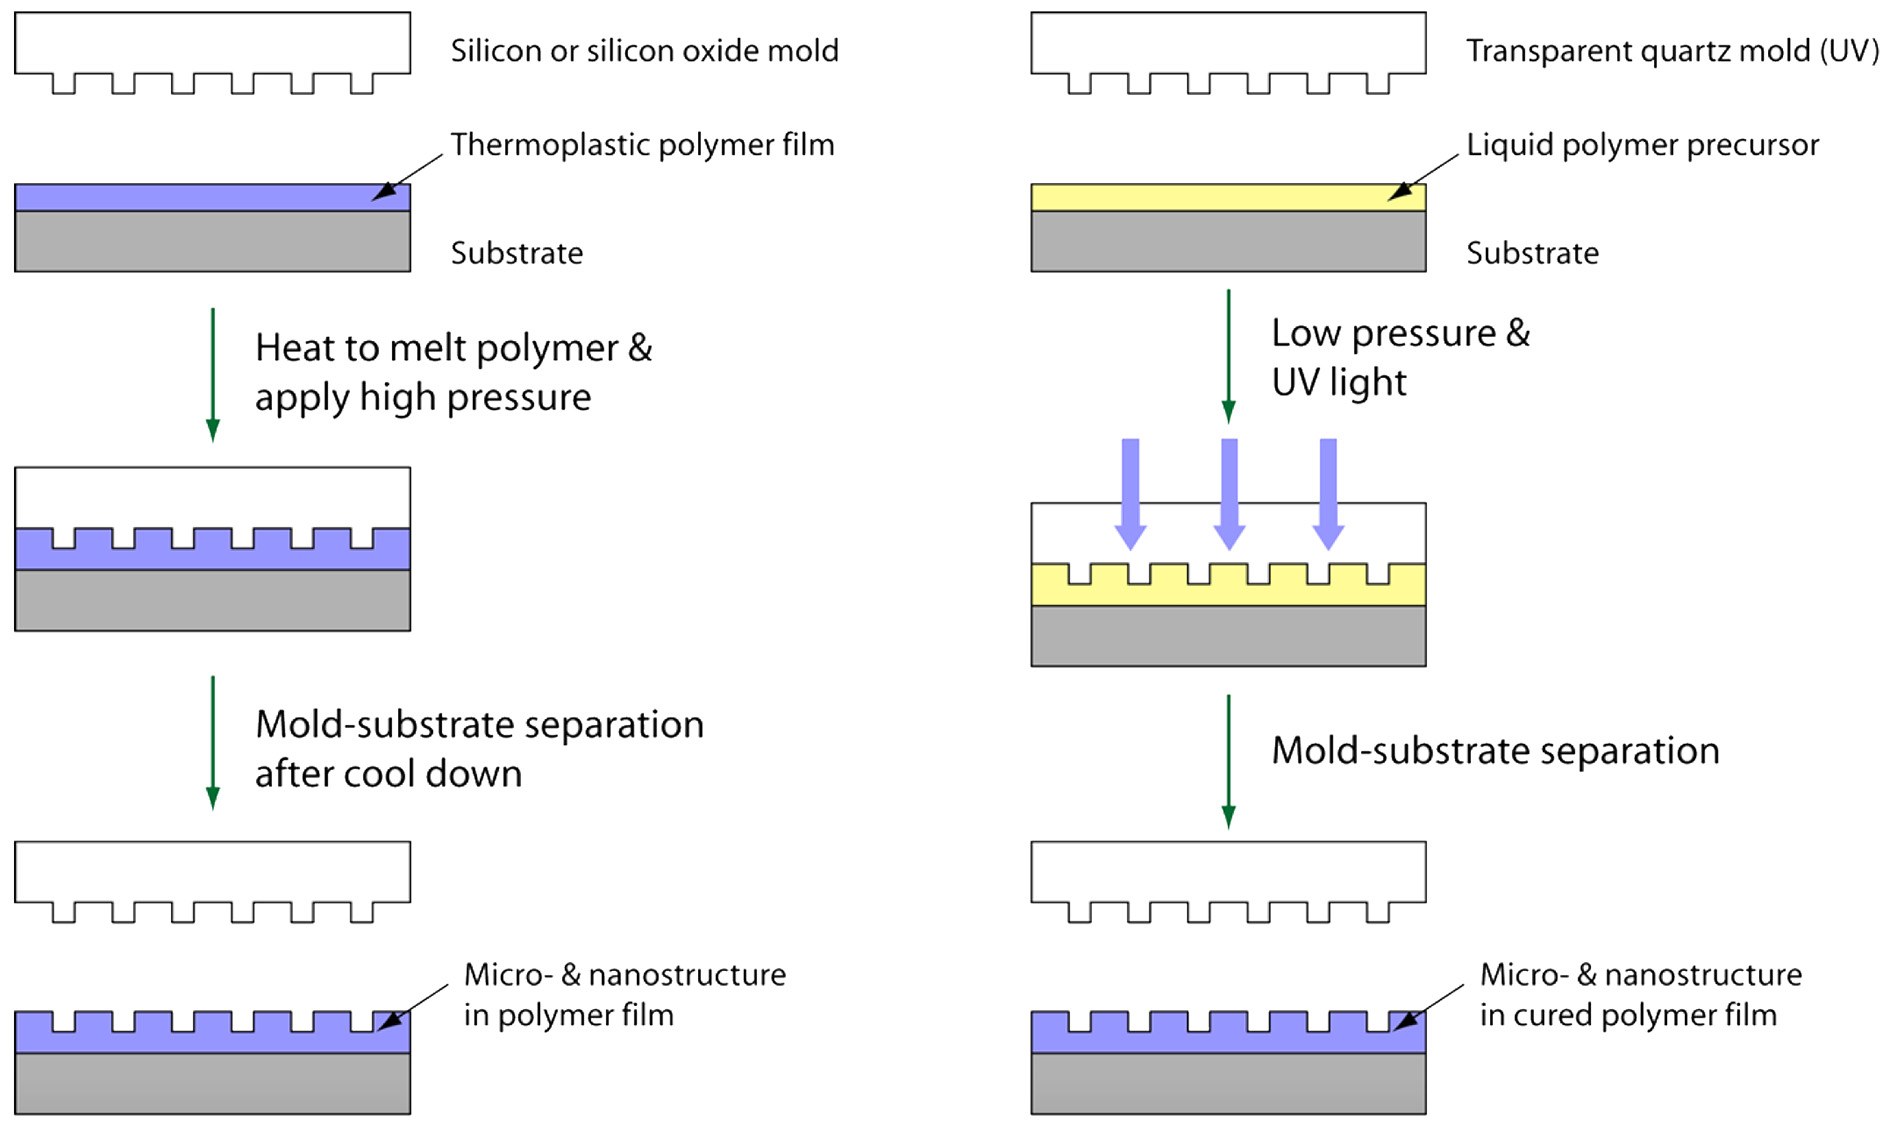 Silicon or silicon oxide mold
Thermoplastic polymer film
Substrate
Heat to melt polymer &
apply high pressure
Mold-substrate separation
after cool down
Micro- & nanostructure
in polymer film
Transparent quartz mold (UV)
Liquid polymer precursor
Substrate
Low pressure &
UV light
Mold-substrate separation
Micro- & nanostructure
in cured polymer film